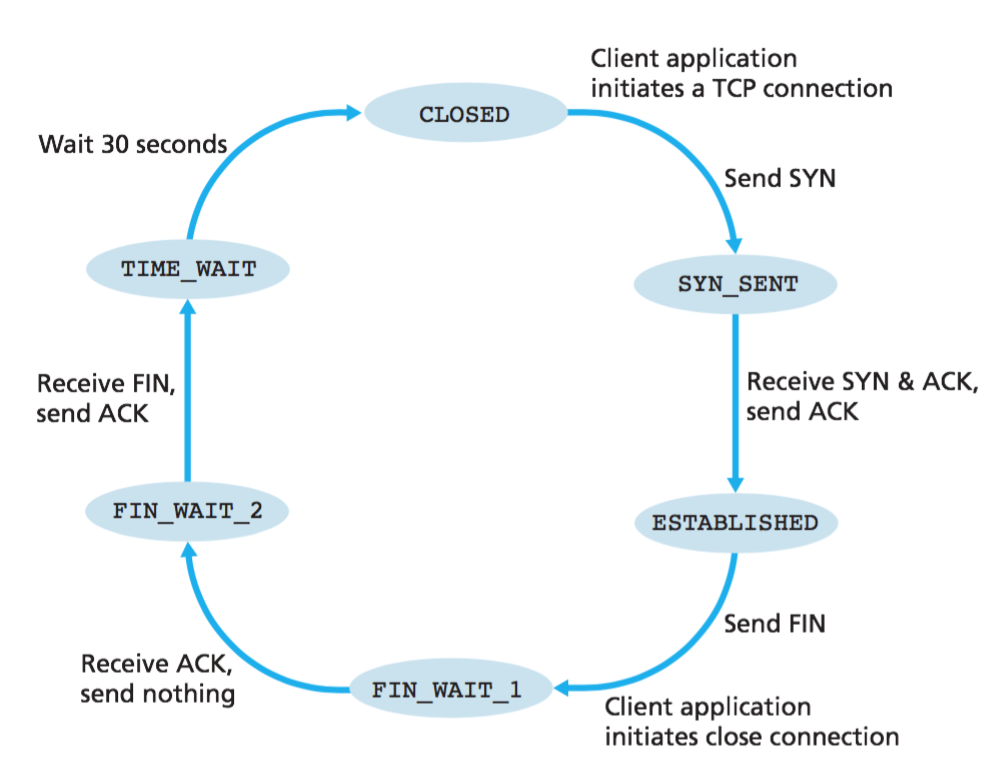 Client application
initiates a TCP connection
CLOSED
Wait 30 seconds
Send SYN
TIME_WAIT
SYN_SENT
Receive FIN,
send ACK
Receive SYN & ACK,
send ACK
FIN_WAIT_2
ESTABLISHED
Send FIN
Receive ACK,
send nothing
FIN_WAIT_1
Client application
initiates close connection